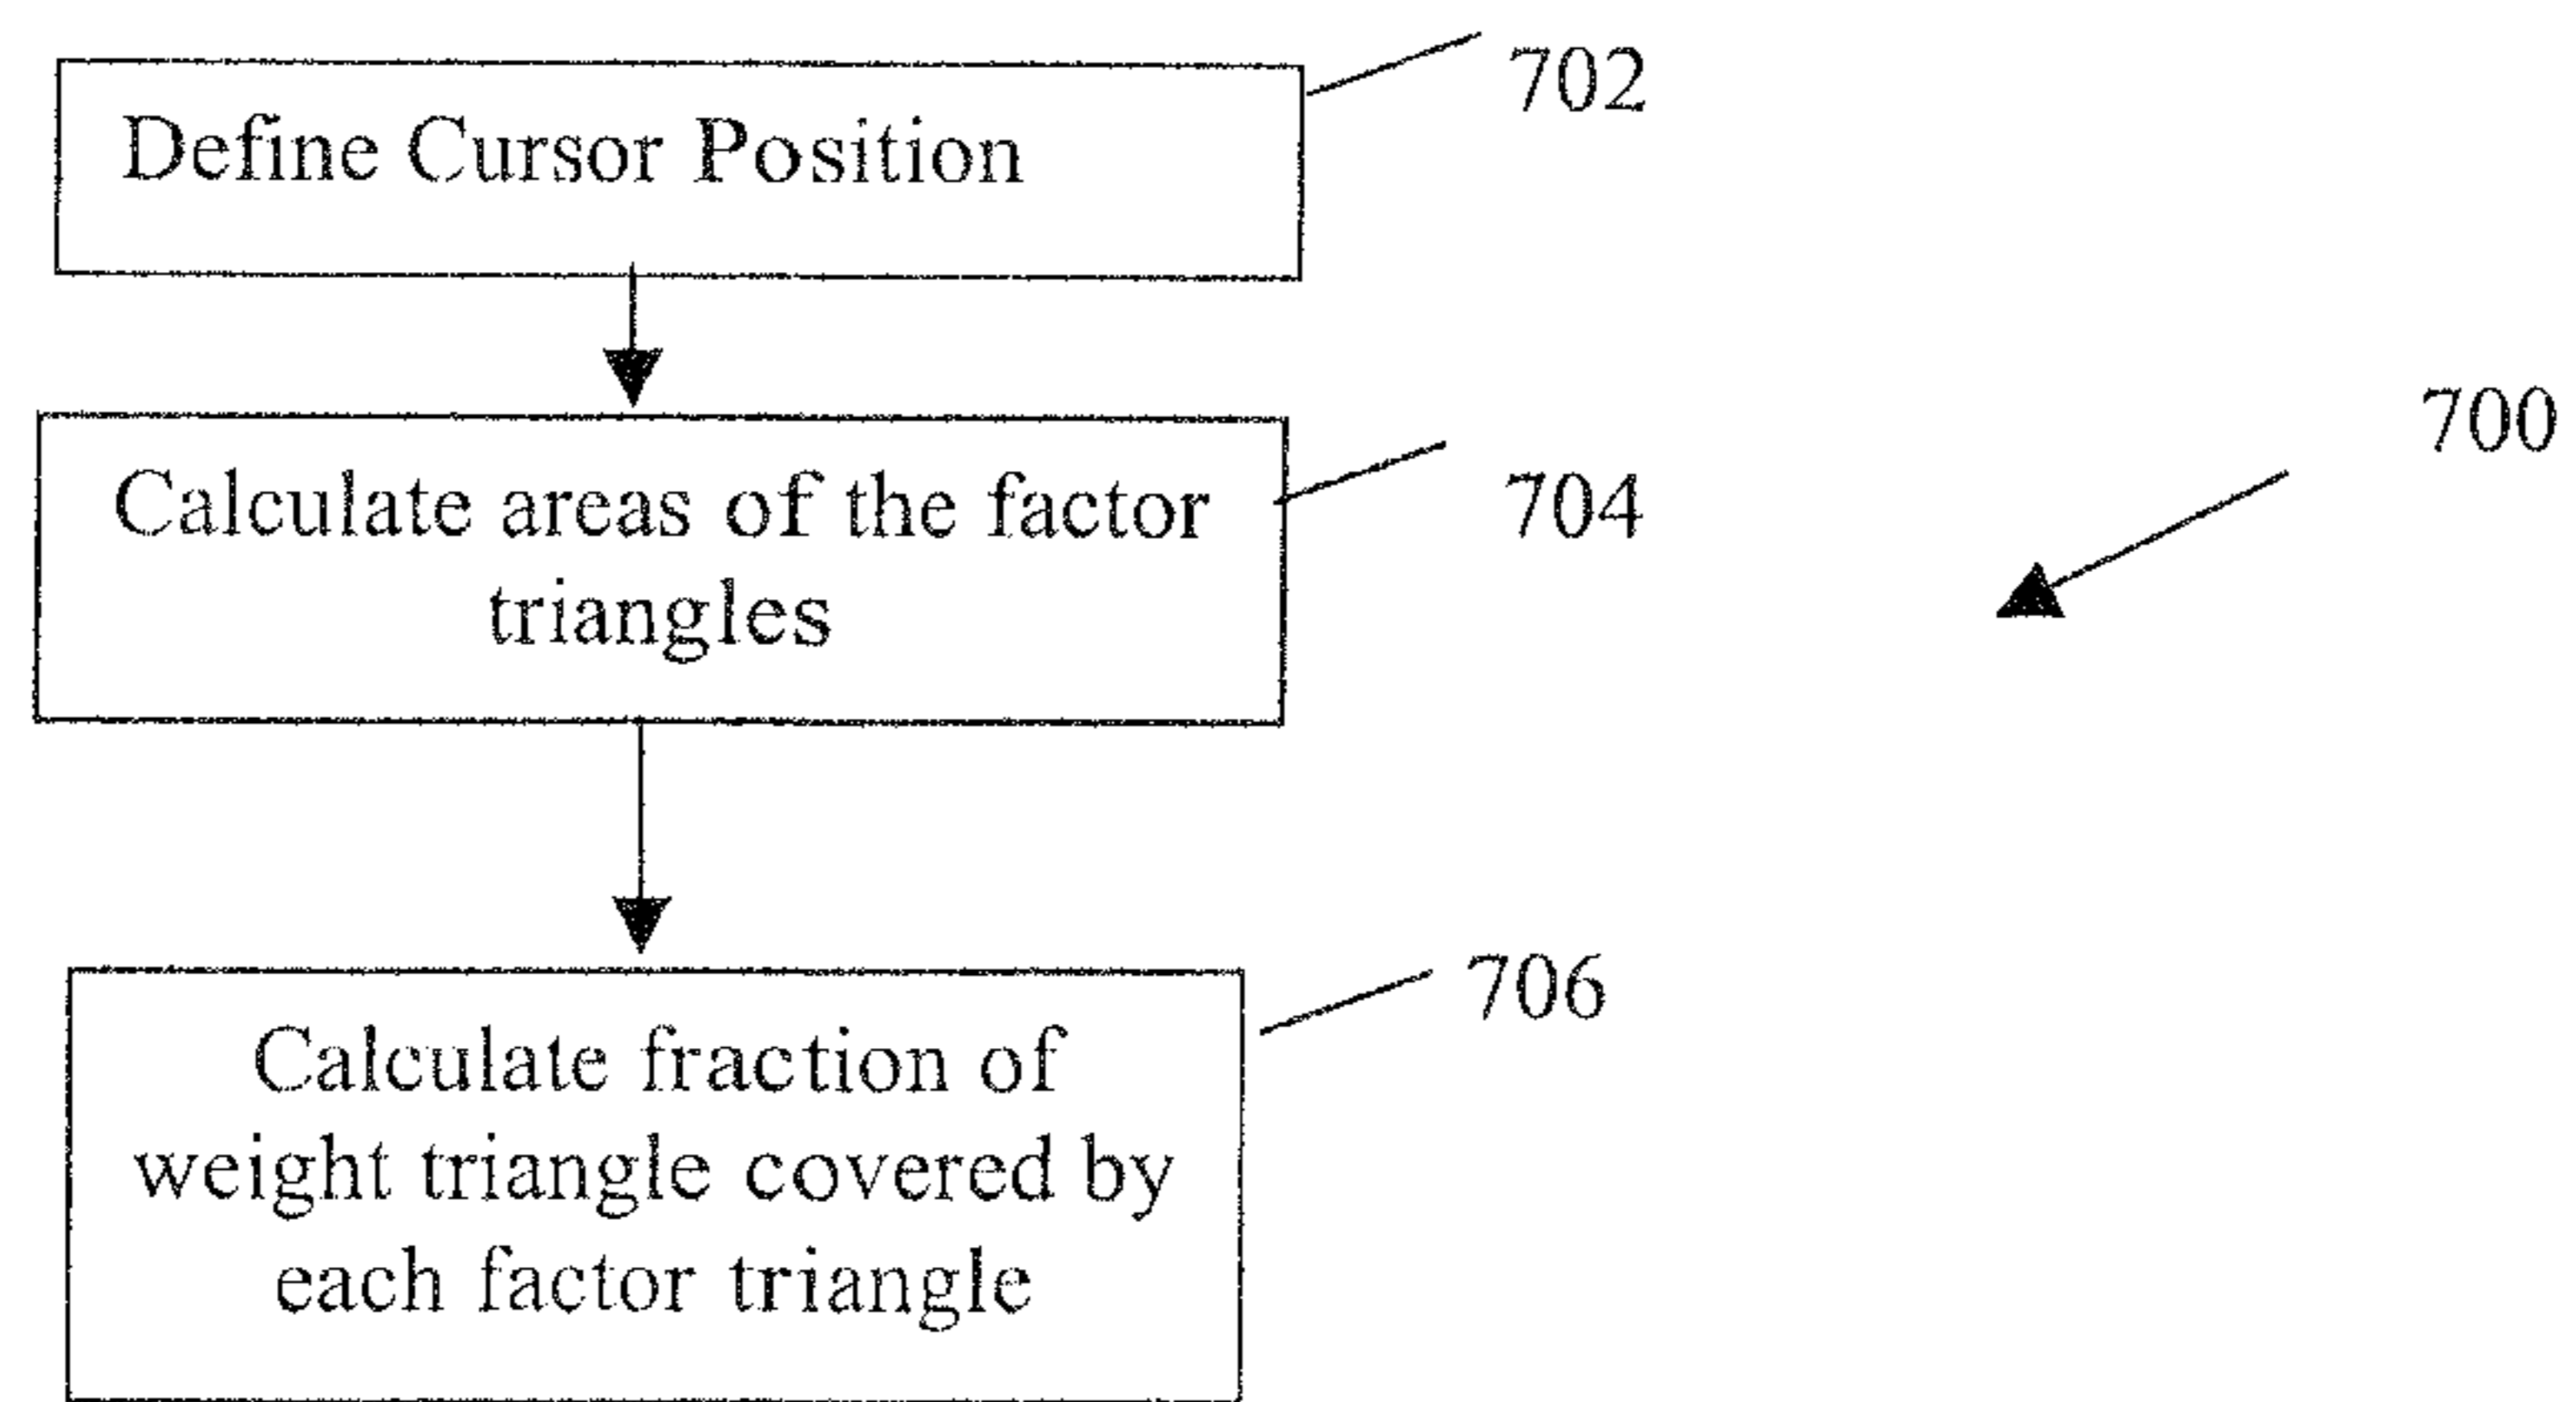 Define Cursor Position
702
Calculate areas of the factor
triangles
704
700
Calculate fraction of
weight triangle covered by
each factor triangle
706